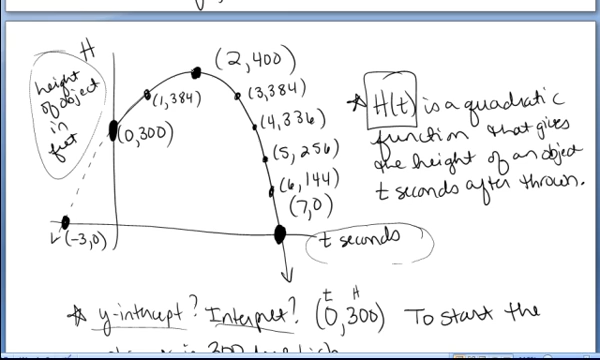 H
(2,400)
height
of object
in
feet
(1,384)
(3,384)
(4,336)
(0,300)
(5,256)
(6,144)
(7,0)
(-3,0)
t seconds
* H(t) is a quadratic
function that gives
the height of an object
t seconds after thrown.
t H
* y-intercept? Interpret? (0,300) To start the